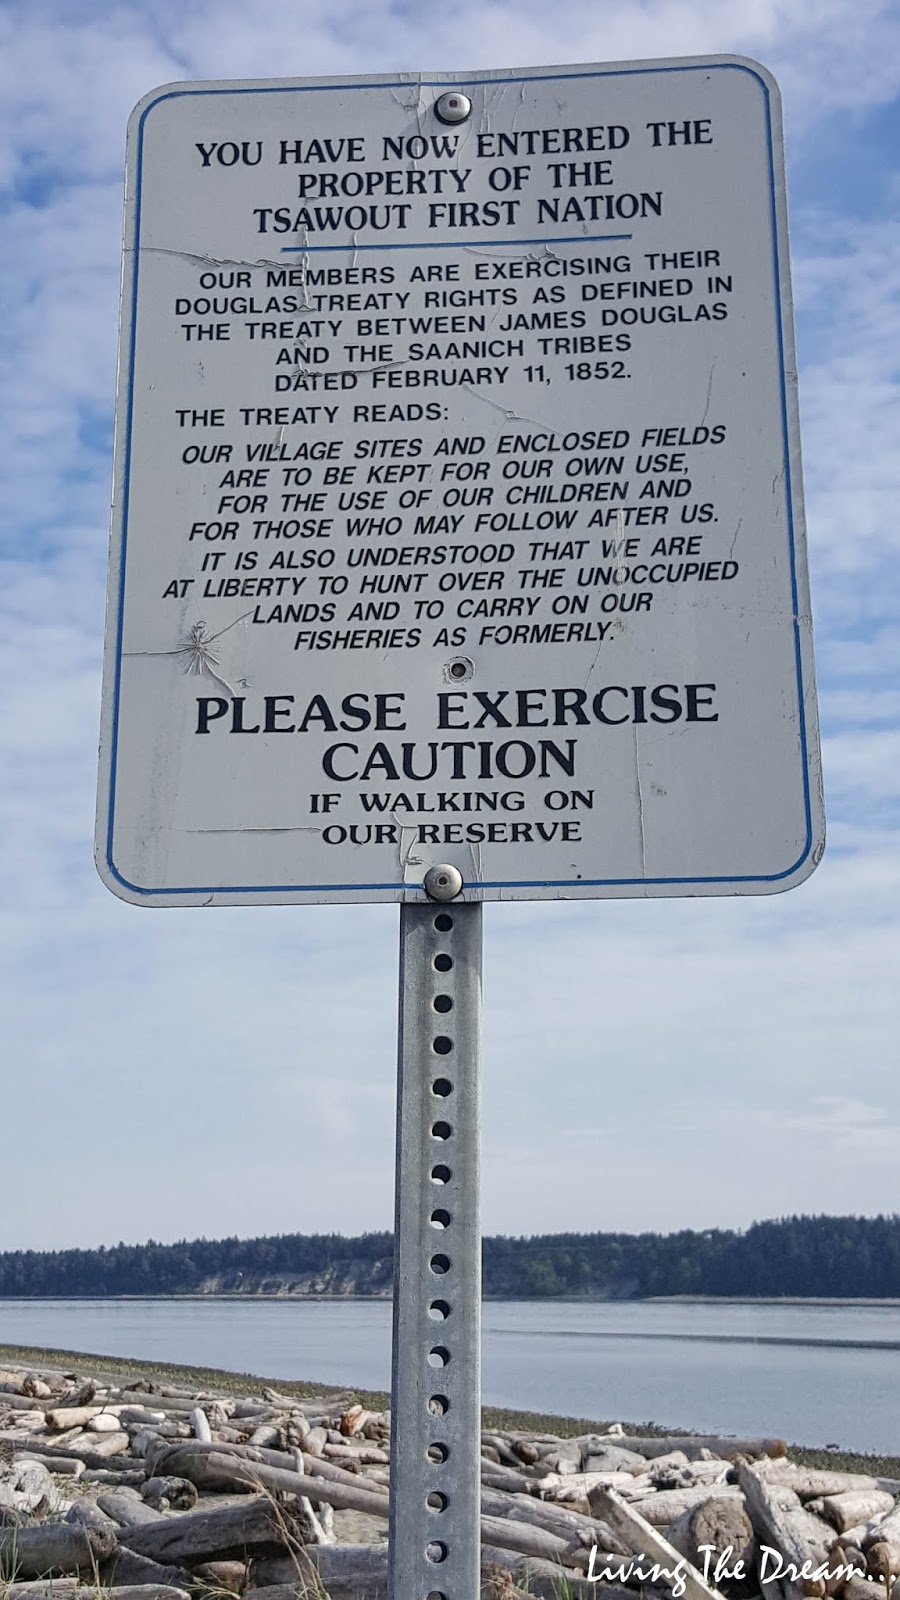 YOU HAVE NOW ENTERED THE
PROPERTY OF THE
TSAWOUT FIRST NATION
OUR MEMBERS ARE EXERCISING THEIR
DOUGLAS TREATY RIGHTS AS DEFINED IN
THE TREATY BETWEEN JAMES DOUGLAS
AND THE SAANICH TRIBES
DATED FEBRUARY 11, 1852.
THE TREATY READS:
OUR VILLAGE SITES AND ENCLOSED FIELDS
ARE TO BE KEPT FOR OUR OWN USE,
FOR THE USE OF OUR CHILDREN AND
FOR THOSE WHO MAY FOLLOW AFTER US.
IT IS ALSO UNDERSTOOD THAT WE ARE
AT LIBERTY TO HUNT OVER THE UNOCCUPIED
LANDS AND TO CARRY ON OUR
FISHERIES AS FORMERLY.
PLEASE EXERCISE
CAUTION
IF WALKING ON
OUR RESERVE
Living The Dream...